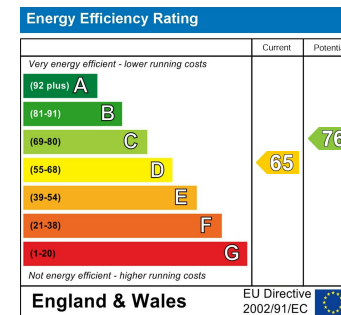 Energy Efficiency Rating
Current Potenti
Very energy efficient - lower running costs
(92 plus) A
(81-91) B
(69-80) C
76
(55-68) D
65
(39-54) E
(21-38) F
(1-20) G
Not energy efficient - higher running costs
England & Wales
EU Directive
2002/91/EC